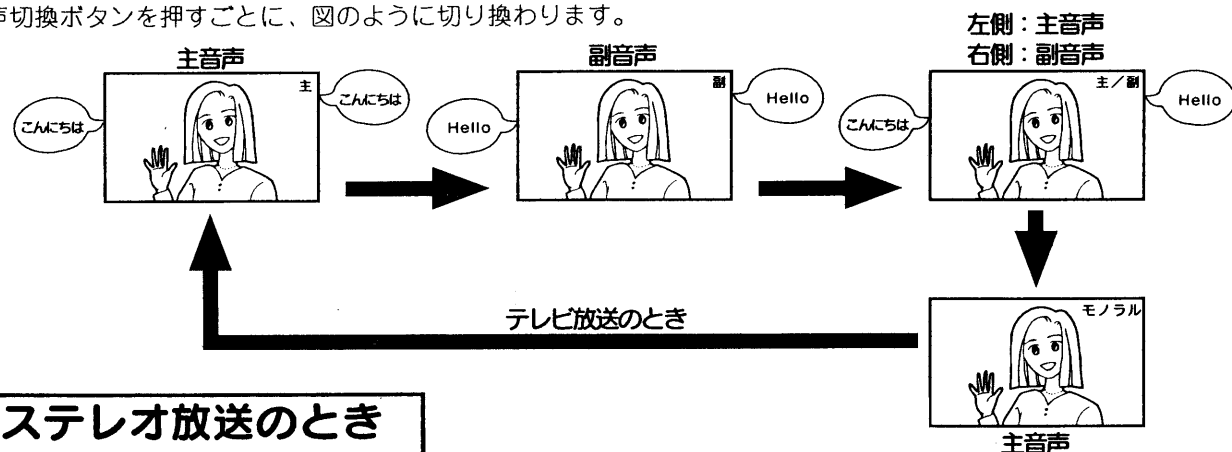 声切換ボタンを押すごとに、図のように切り換わります。
主音声
主
こんにちは
こんにちは
副音声
副
Hello
Hello
左側：主音声
右側：副音声
主／副
こんにちは
Hello
モノラル
主音声
テレビ放送のとき
ステレオ放送のとき